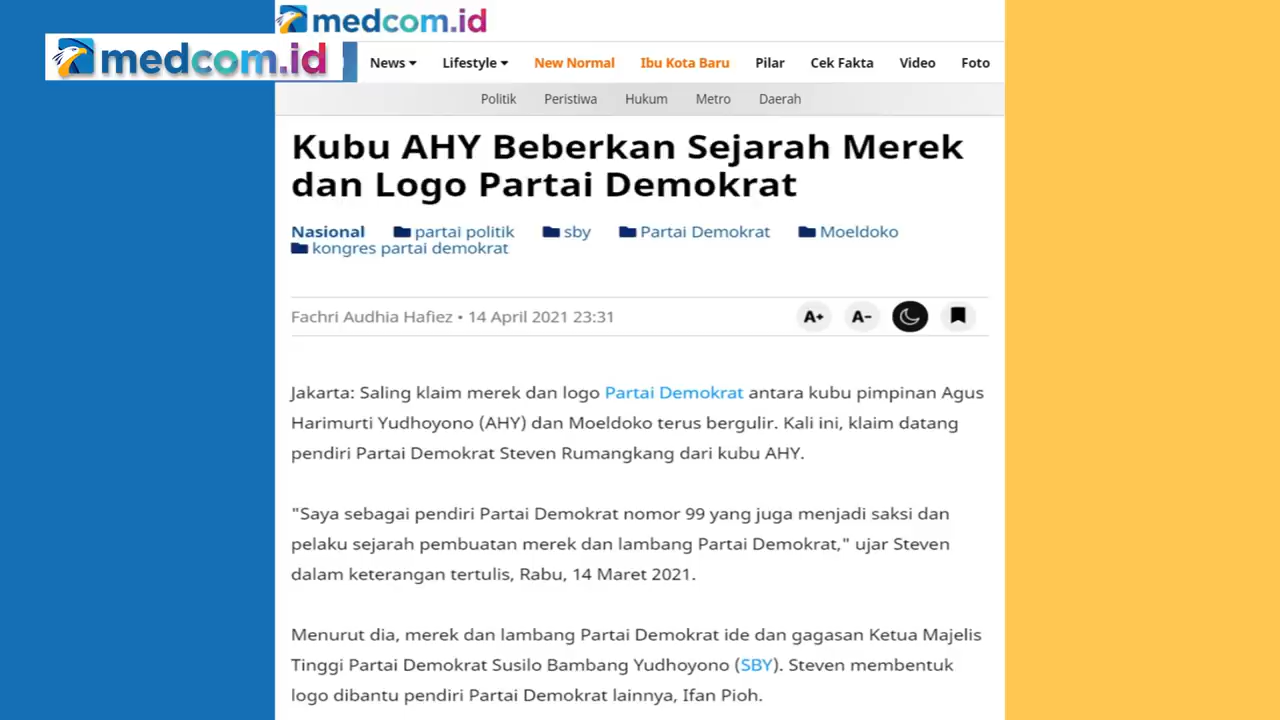 medcom.id
medcom.id
News Lifestyle New Normal Ibu Kota Baru Pilar Cek Fakta Video Foto
Politik Peristiwa Hukum Metro Daerah
Kubu AHY Beberkan Sejarah Merek
dan Logo Partai Demokrat
Nasional partai politik sby Partai Demokrat Moeldoko
kongres partai demokrat
Fachri Audhia Hafiez • 14 April 2021 23:31 A+ A-
Jakarta: Saling klaim merek dan logo Partai Demokrat antara kubu pimpinan Agus
Harimurti Yudhoyono (AHY) dan Moeldoko terus bergulir. Kali ini, klaim datang
pendiri Partai Demokrat Steven Rumangkang dari kubu AHY.
"Saya sebagai pendiri Partai Demokrat nomor 99 yang juga menjadi saksi dan
pelaku sejarah pembuatan merek dan lambang Partai Demokrat," ujar Steven
dalam keterangan tertulis, Rabu, 14 Maret 2021.
Menurut dia, merek dan lambang Partai Demokrat ide dan gagasan Ketua Majelis
Tinggi Partai Demokrat Susilo Bambang Yudhoyono (SBY). Steven membentuk
logo dibantu pendiri Partai Demokrat lainnya, Ifan Pioh.